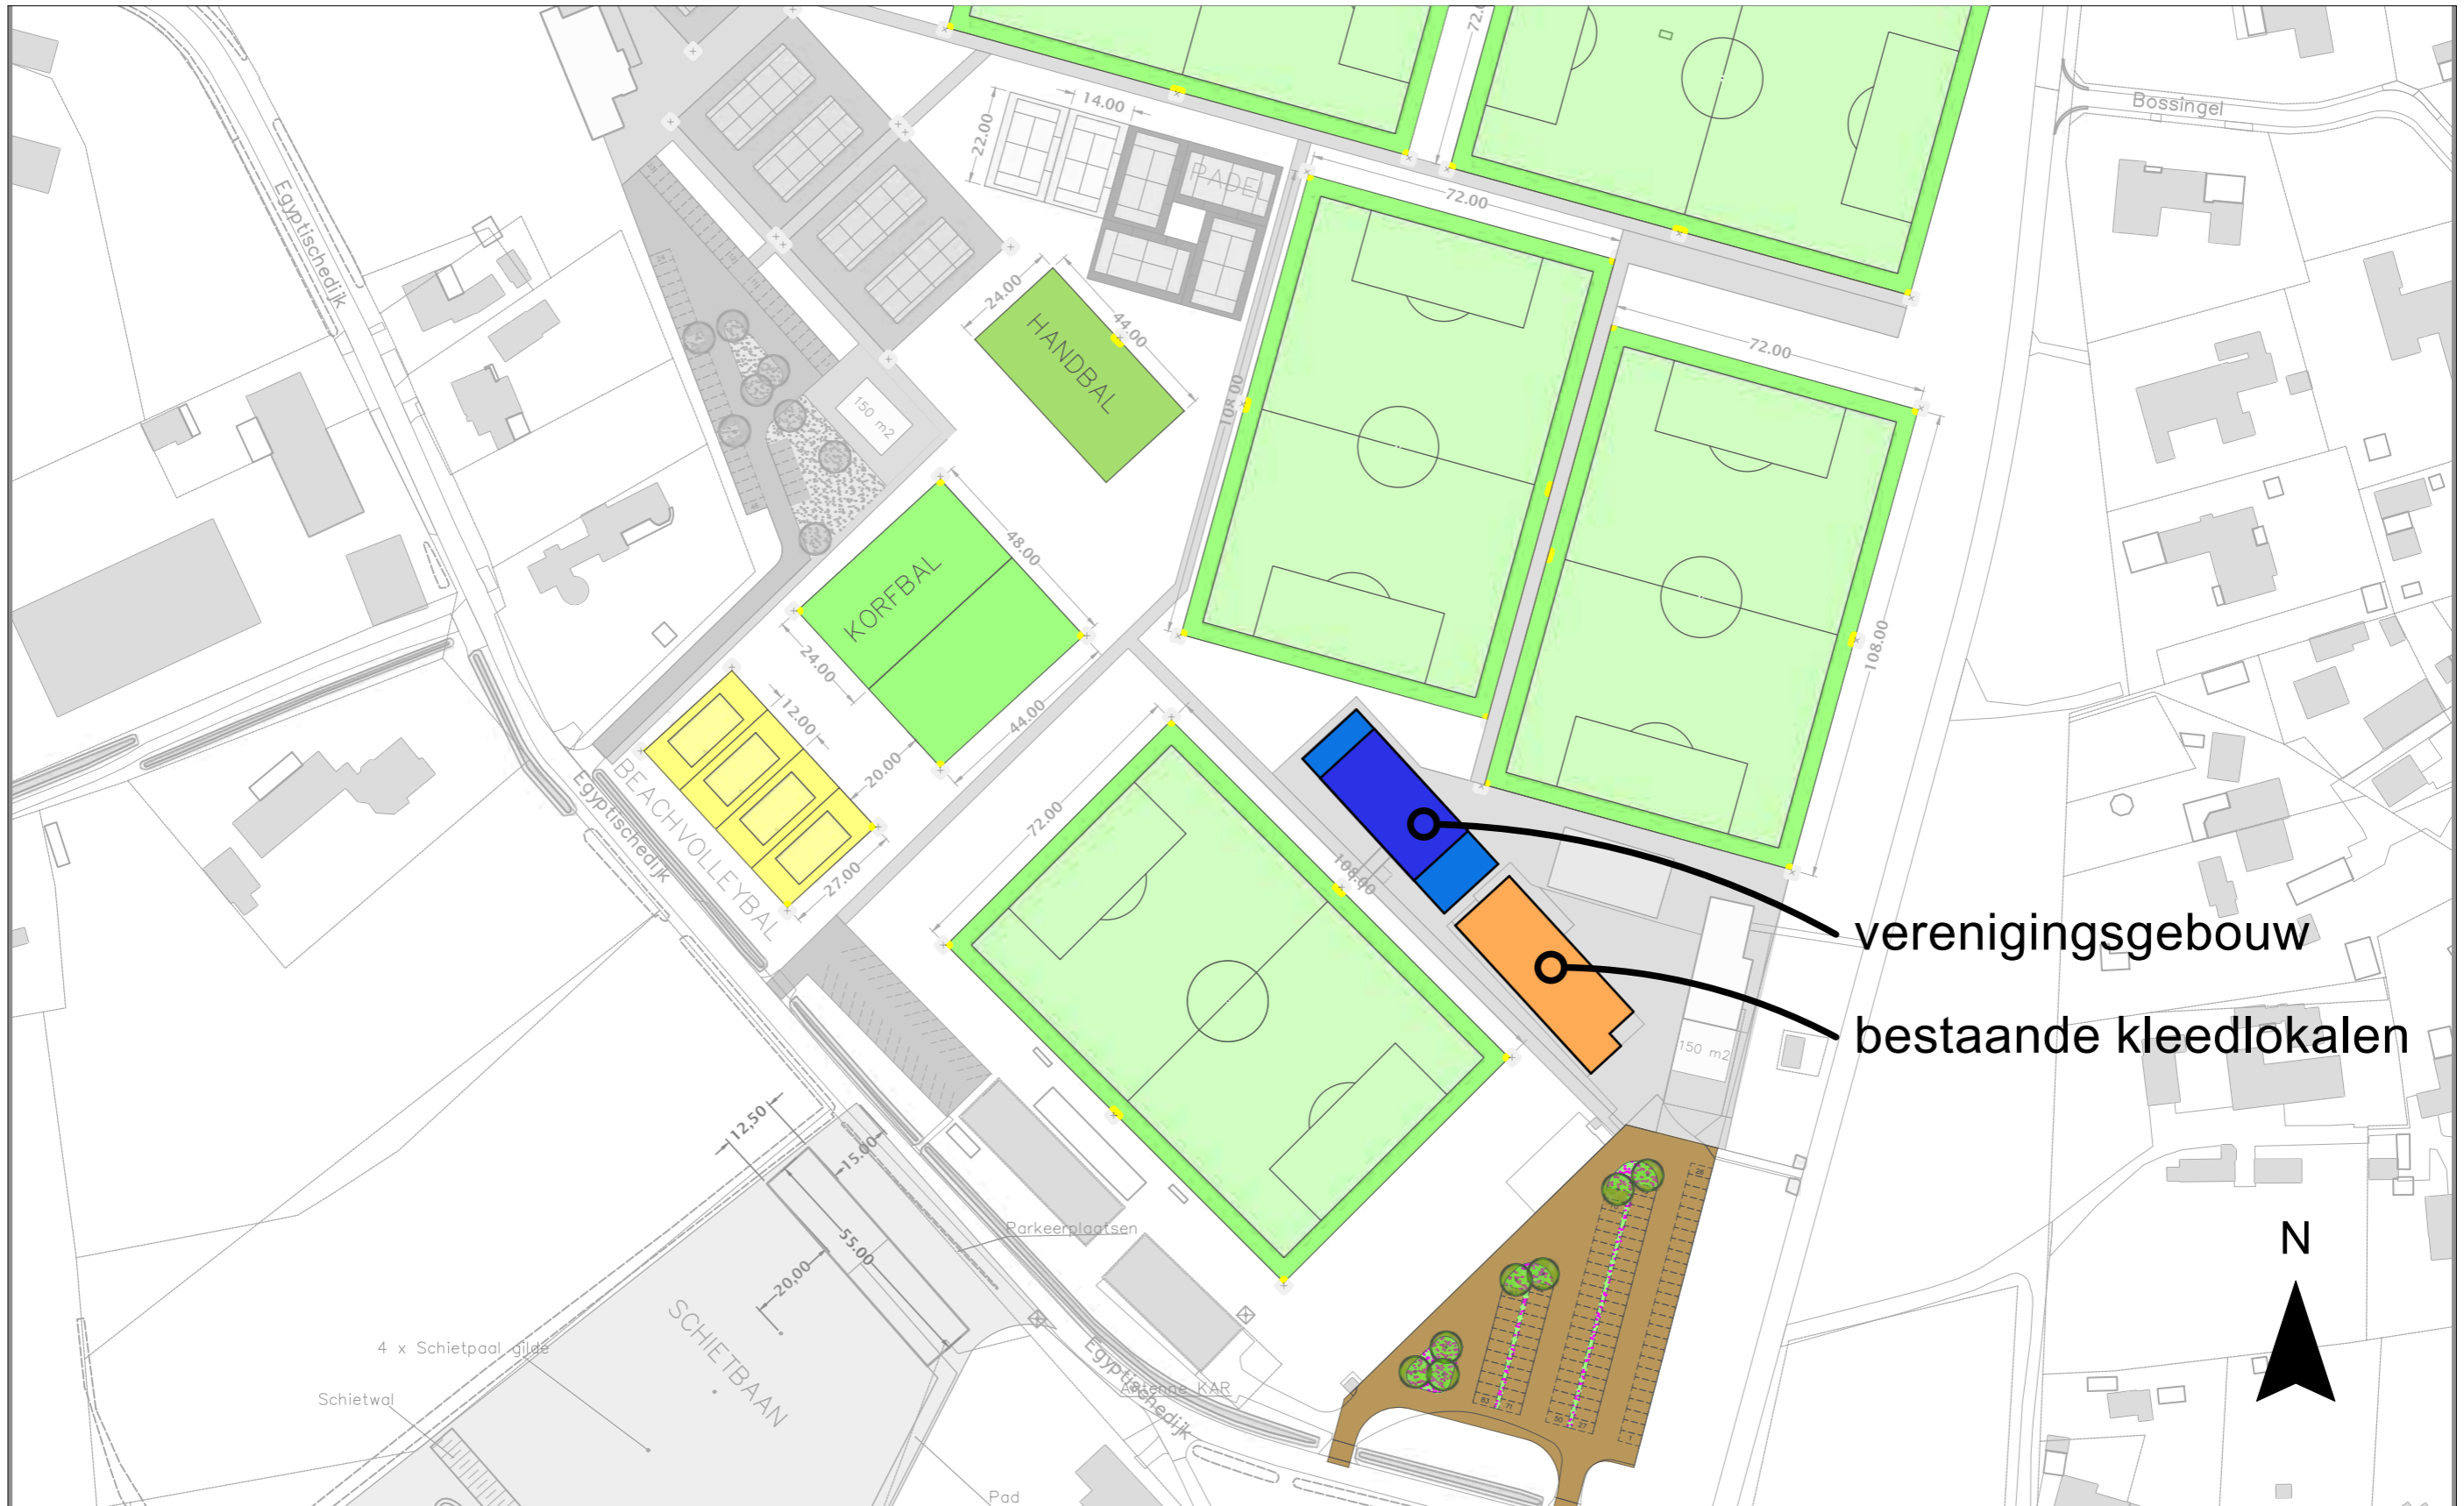 72.00
Bossingel
14.00
22.00
PADEL
72.00
Egyptischedijk
24.00
44.00
HANDBAL
72.00
108.00
150 m2
48.00
KORFBAL
24.00
108.00
12.00
44.00
20.00
BEACHVOLLEYBAL
Egyptischedijk
72.00
27.00
108.00
verenigingsgebouw
bestaande kleedlokalen
150 m2
12,50
15.00
Parkeerplaatsen
55.00
20,00
N
SCHIETBAAN
4 x Schietpaal gilde
Schietwal
Egyptischedijk
Antenne KAR
Pad